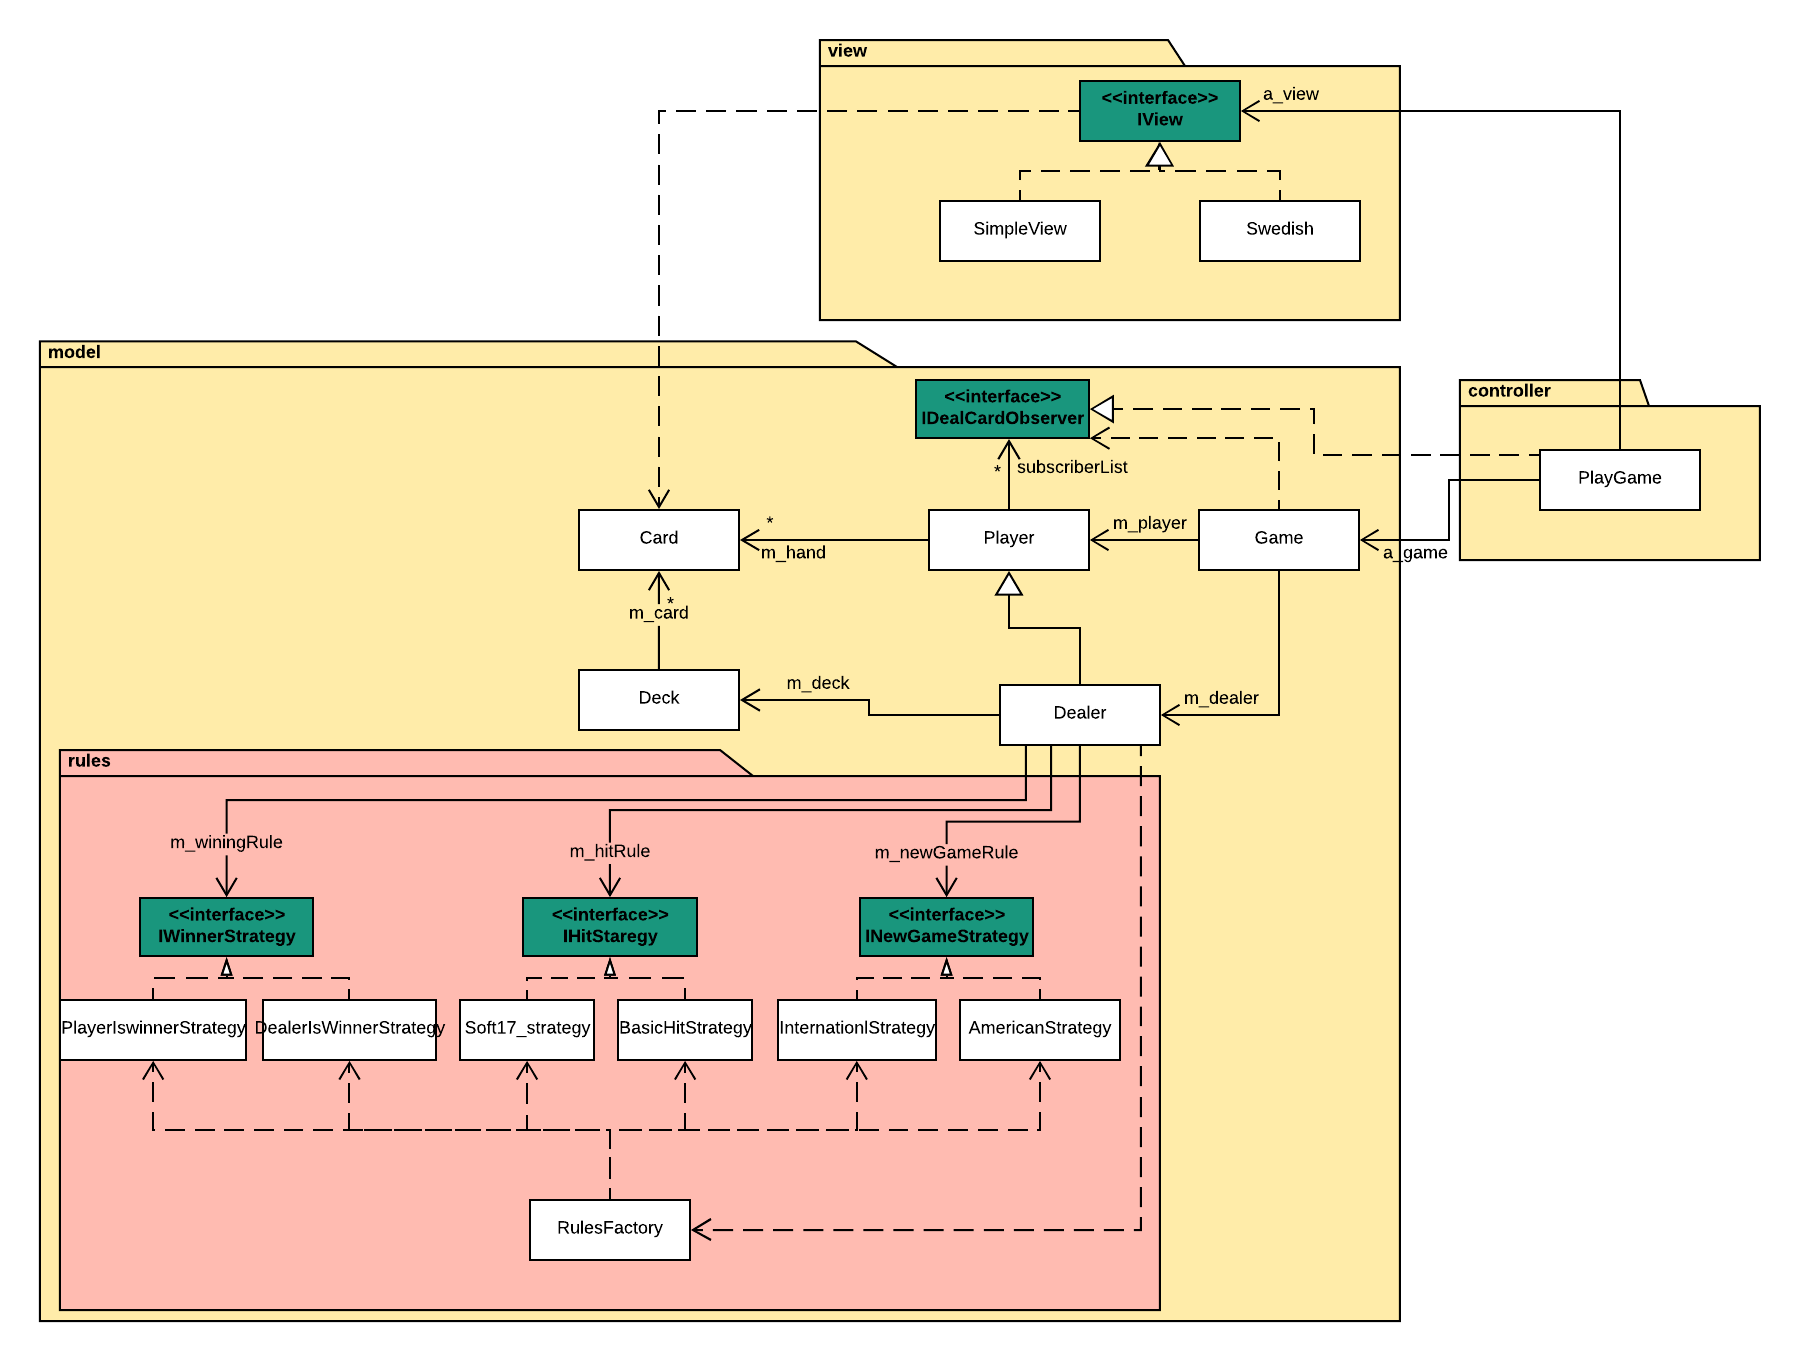 view
<<interface>>
IView
a_view
SimpleView
Swedish
model
<<interface>>
IDealCardObserver
controller
* subscriberList
PlayGame
Card
*
m_hand
Player
m_player
Game
a_game
*
m_card
Deck
m_deck
Dealer
m_dealer
rules
m_winingRule
m_hitRule
m_newGameRule
<<interface>>
IWinnerStrategy
<<interface>>
IHitStaregy
<<interface>>
INewGameStrategy
PlayerIswinnerStrategy
DealerIsWinnerStrategy
Soft17_strategy
BasicHitStrategy
InternationlStrategy
AmericanStrategy
RulesFactory